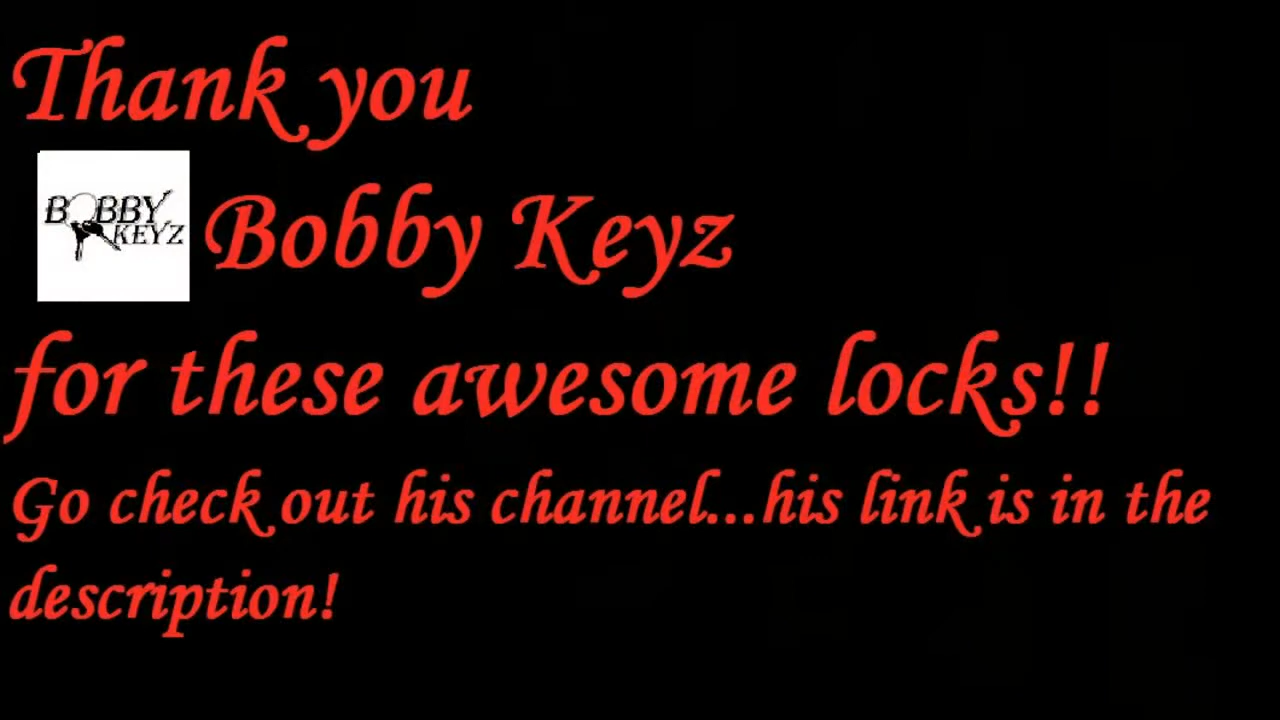 Thank you
BOBBY
KEYZ
Bobby Keyz
for these awesome locks!!
Go check out his channel...his link is in the
description!